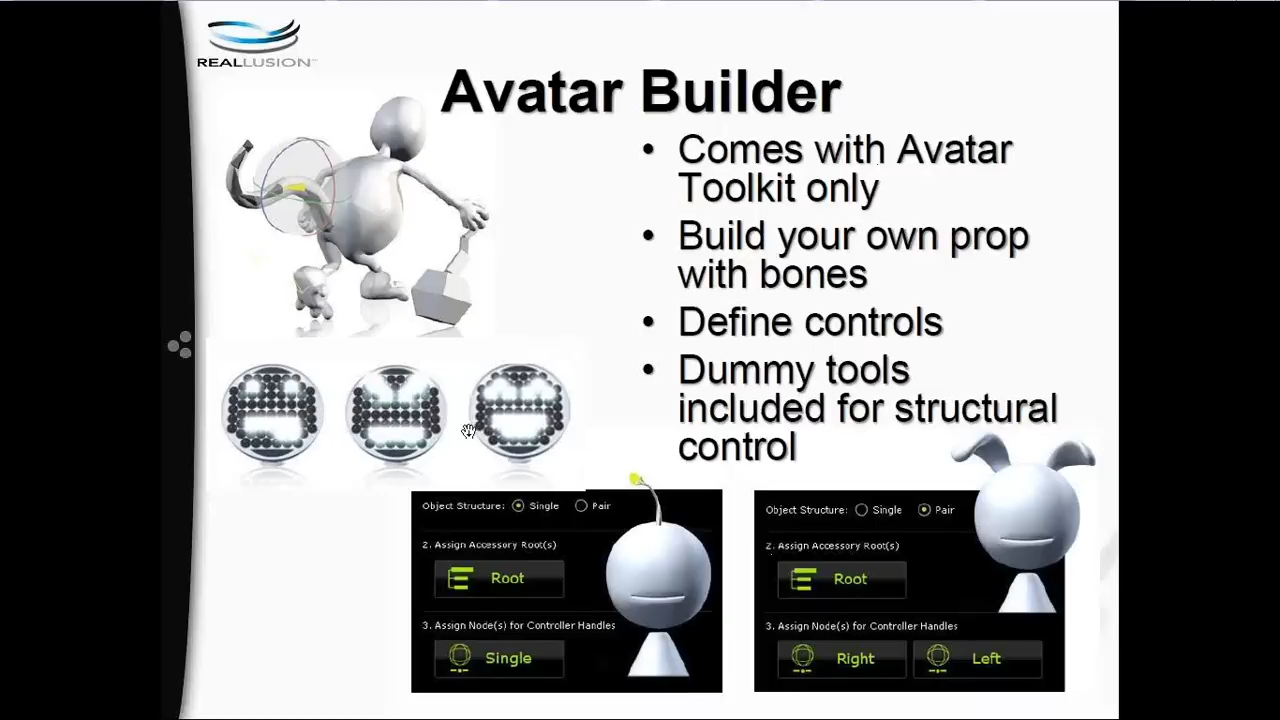 REALLUSION™
Avatar Builder
• Comes with Avatar
Toolkit only
• Build your own prop
with bones
• Define controls
• Dummy tools
included for structural
control
Object Structure: Single Pair
2. Assign Accessory Root(s)
Root
3. Assign Node(s) for Controller Handles
Single
Object Structure: Single Pair
2. Assign Accessory Root(s)
Root
3. Assign Node(s) for Controller Handles
Right Left